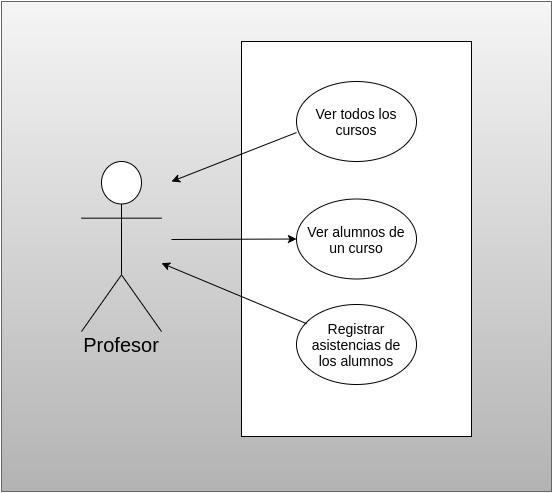 Ver todos los
cursos
Ver alumnos de
un curso
Registrar
asistencias de
los alumnos
Profesor